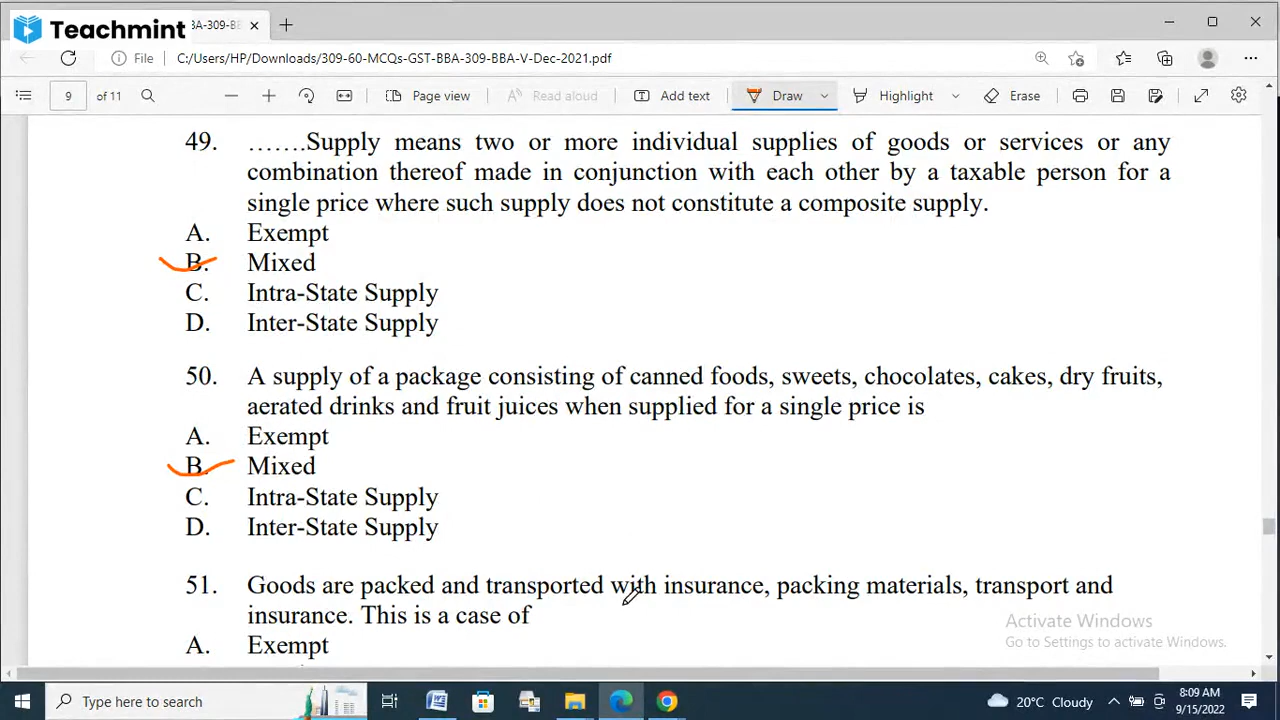 Teachmint
BA-309-BB
File C:/Users/HP/Downloads/309-60-MCQs-GST-BBA-309-BBA-V-Dec-2021.pdf
9 of 11 Page view Read aloud Add text Draw Highlight Erase
49. …….Supply means two or more individual supplies of goods or services or any
combination thereof made in conjunction with each other by a taxable person for a
single price where such supply does not constitute a composite supply.
A. Exempt
B. Mixed
C. Intra-State Supply
D. Inter-State Supply
50. A supply of a package consisting of canned foods, sweets, chocolates, cakes, dry fruits,
aerated drinks and fruit juices when supplied for a single price is
A. Exempt
B. Mixed
C. Intra-State Supply
D. Inter-State Supply
51. Goods are packed and transported with insurance, packing materials, transport and
insurance. This is a case of
A. Exempt
Activate Windows
Go to Settings to activate Windows.
Type here to search
20°C Cloudy
8:09 AM
9/15/2022